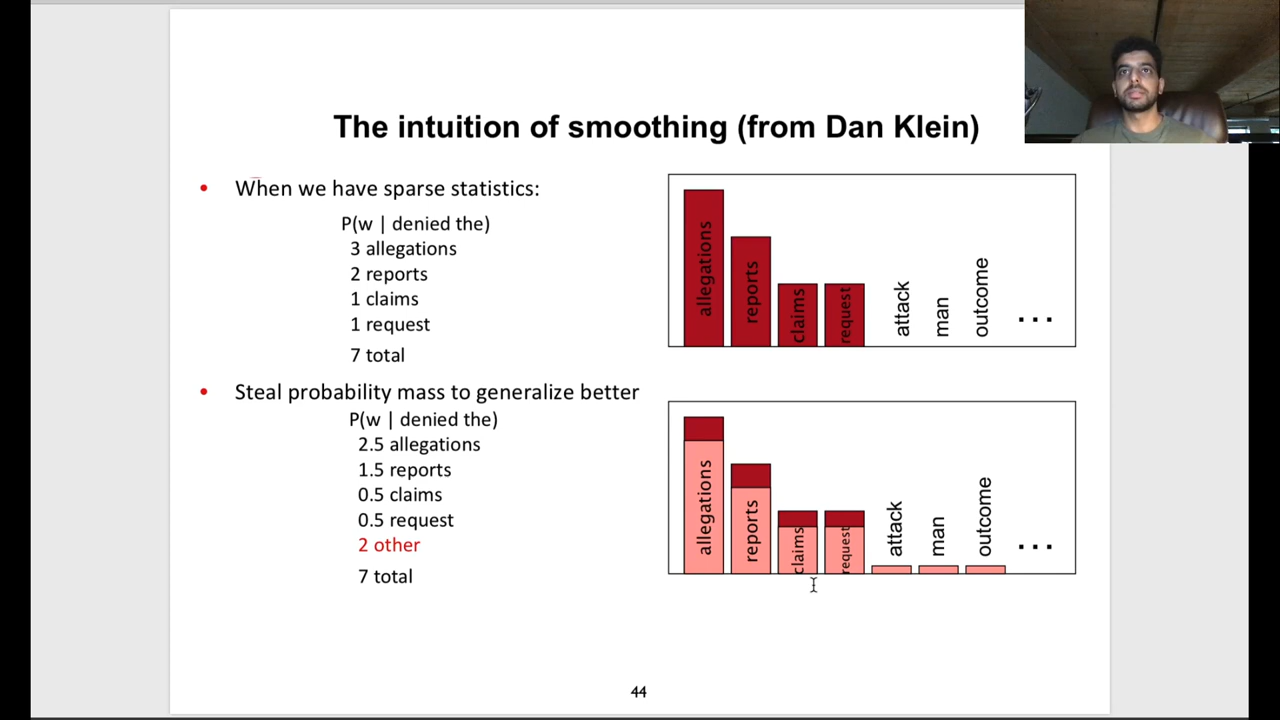 The intuition of smoothing (from Dan Klein)
• When we have sparse statistics:
P(w | denied the)
3 allegations
2 reports
1 claims
1 request
7 total
allegations
reports
claims
request
attack
man
outcome
...
• Steal probability mass to generalize better
P(w | denied the)
2.5 allegations
1.5 reports
0.5 claims
0.5 request
2 other
7 total
allegations
reports
claims
request
attack
man
outcome
...
44